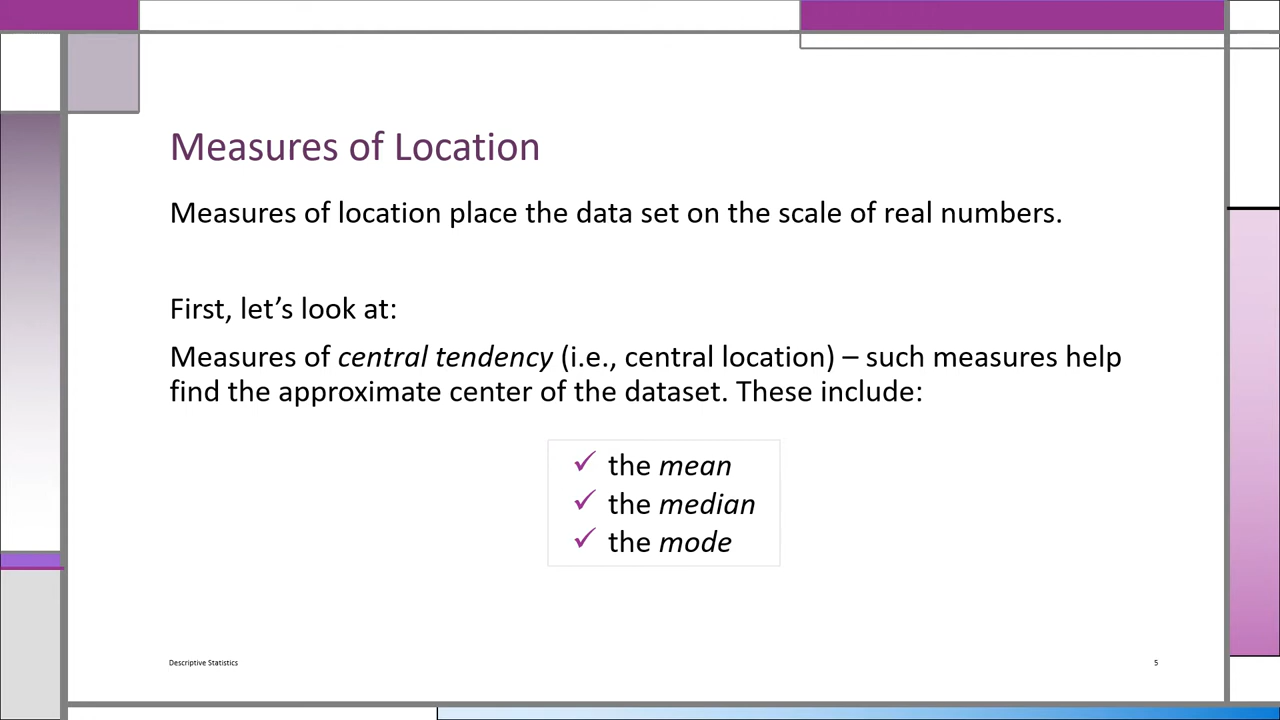 Measures of Location
Measures of location place the data set on the scale of real numbers.
First, let’s look at:
Measures of central tendency (i.e., central location) – such measures help
find the approximate center of the dataset. These include:
✓ the mean
✓ the median
✓ the mode
Descriptive Statistics
5